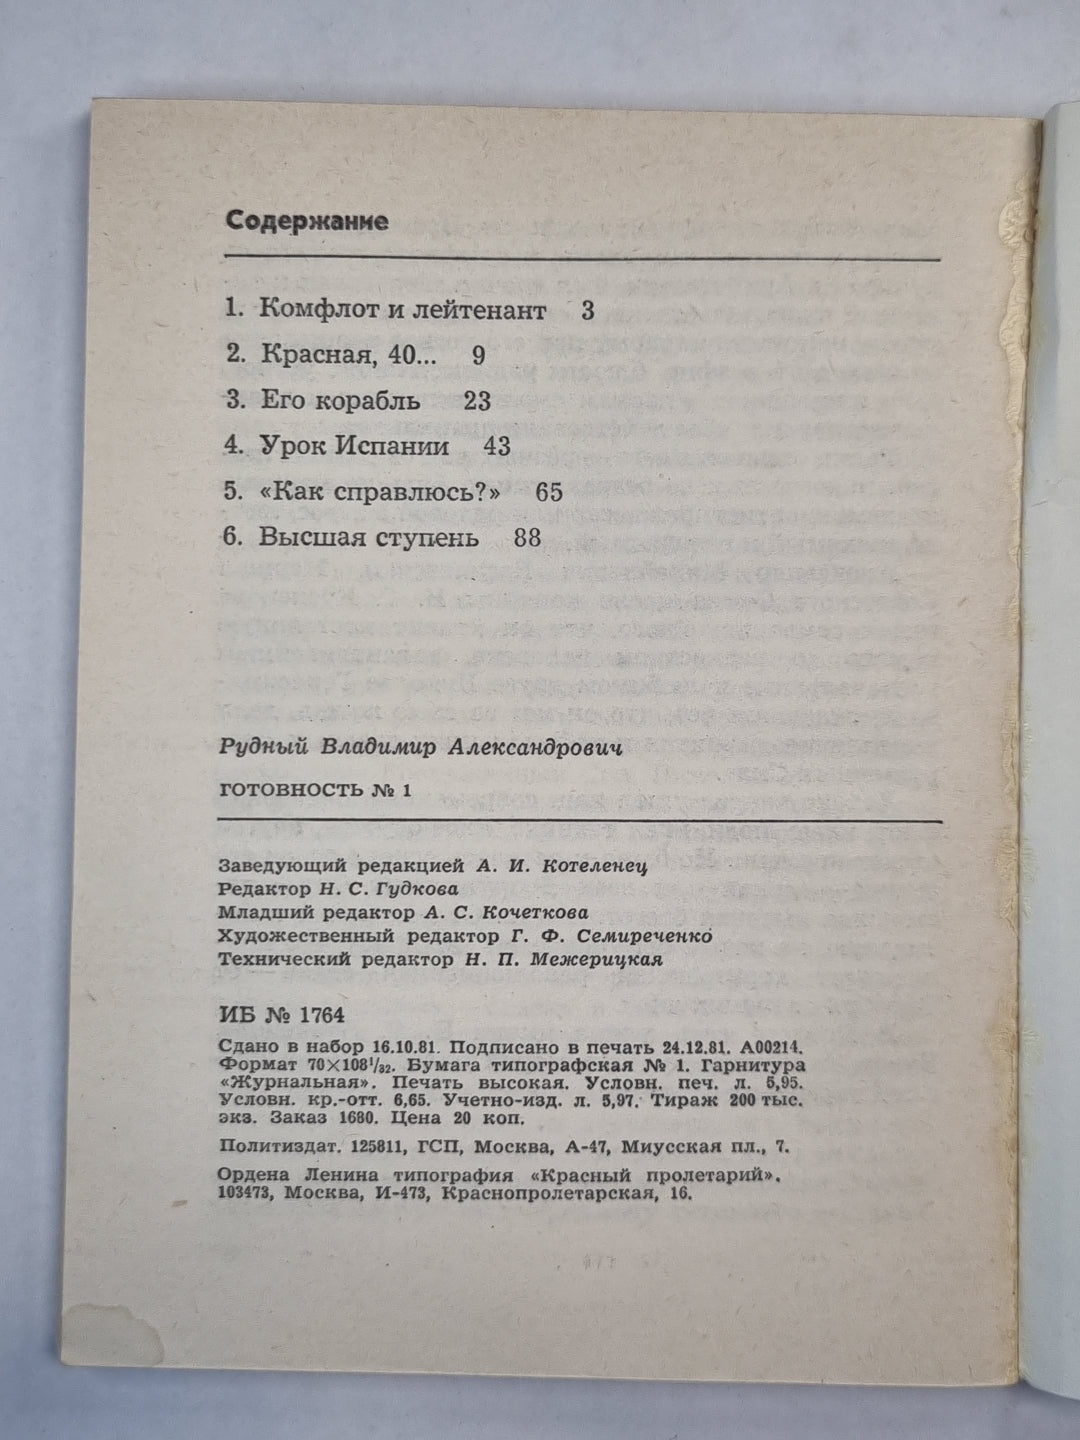 Содержание
1. Комфлот и лейтенант 3
2. Красная, 40... 9
3. Его корабль 23
4. Урок Испании 43
5. «Как справлюсь?» 65
6. Высшая ступень 88
Рудный Владимир Александрович
ГОТОВНОСТЬ № 1
Заведующий редакцией А. И. Котеленец
Редактор Н. С. Гудкова
Младший редактор А. С. Кочеткова
Художественный редактор Г. Ф. Семиреченко
Технический редактор Н. П. Межерицкая
ИБ № 1764
Сдано в набор 16.10.81. Подписано в печать 24.12.81. А00214.
Формат 70×108¹/₃₂. Бумага типографская № 1. Гарнитура
«Журнальная». Печать высокая. Условн. печ. л. 5,95.
Условн. кр.-отт. 6,65. Учетно-изд. л. 5,97. Тираж 200 тыс.
экз. Заказ 1680. Цена 20 коп.
Политиздат. 125811, ГСП, Москва, А-47, Миусская пл., 7.
Ордена Ленина типография «Красный пролетарий».
103473, Москва, И-473, Краснопролетарская, 16.